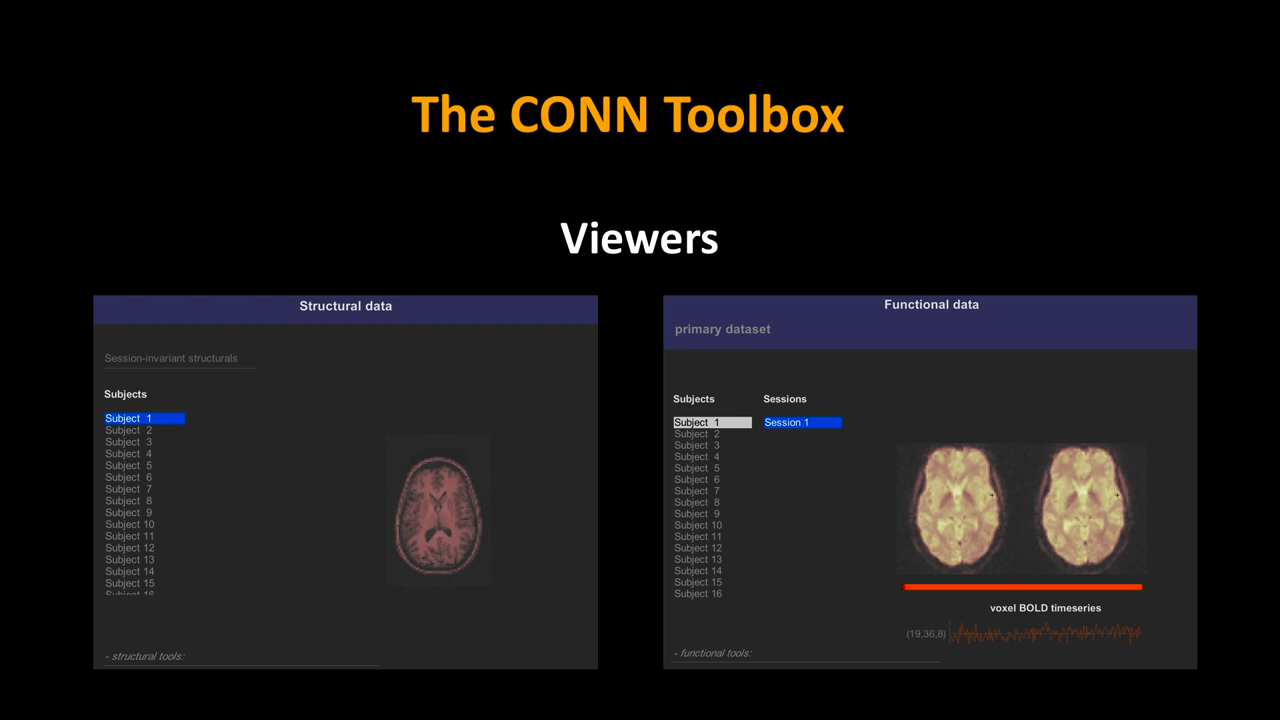 The CONN Toolbox
Viewers
Structural data
Session-invariant structurals
Subjects
Subject 1
Subject 2
Subject 3
Subject 4
Subject 5
Subject 6
Subject 7
Subject 8
Subject 9
Subject 10
Subject 11
Subject 12
Subject 13
Subject 14
Subject 15
Subject 16
- structural tools:
Functional data
primary dataset
Subjects Sessions
Subject 1 Session 1
Subject 2
Subject 3
Subject 4
Subject 5
Subject 6
Subject 7
Subject 8
Subject 9
Subject 10
Subject 11
Subject 12
Subject 13
Subject 14
Subject 15
Subject 16
voxel BOLD timeseries
(19,36,8)
- functional tools: